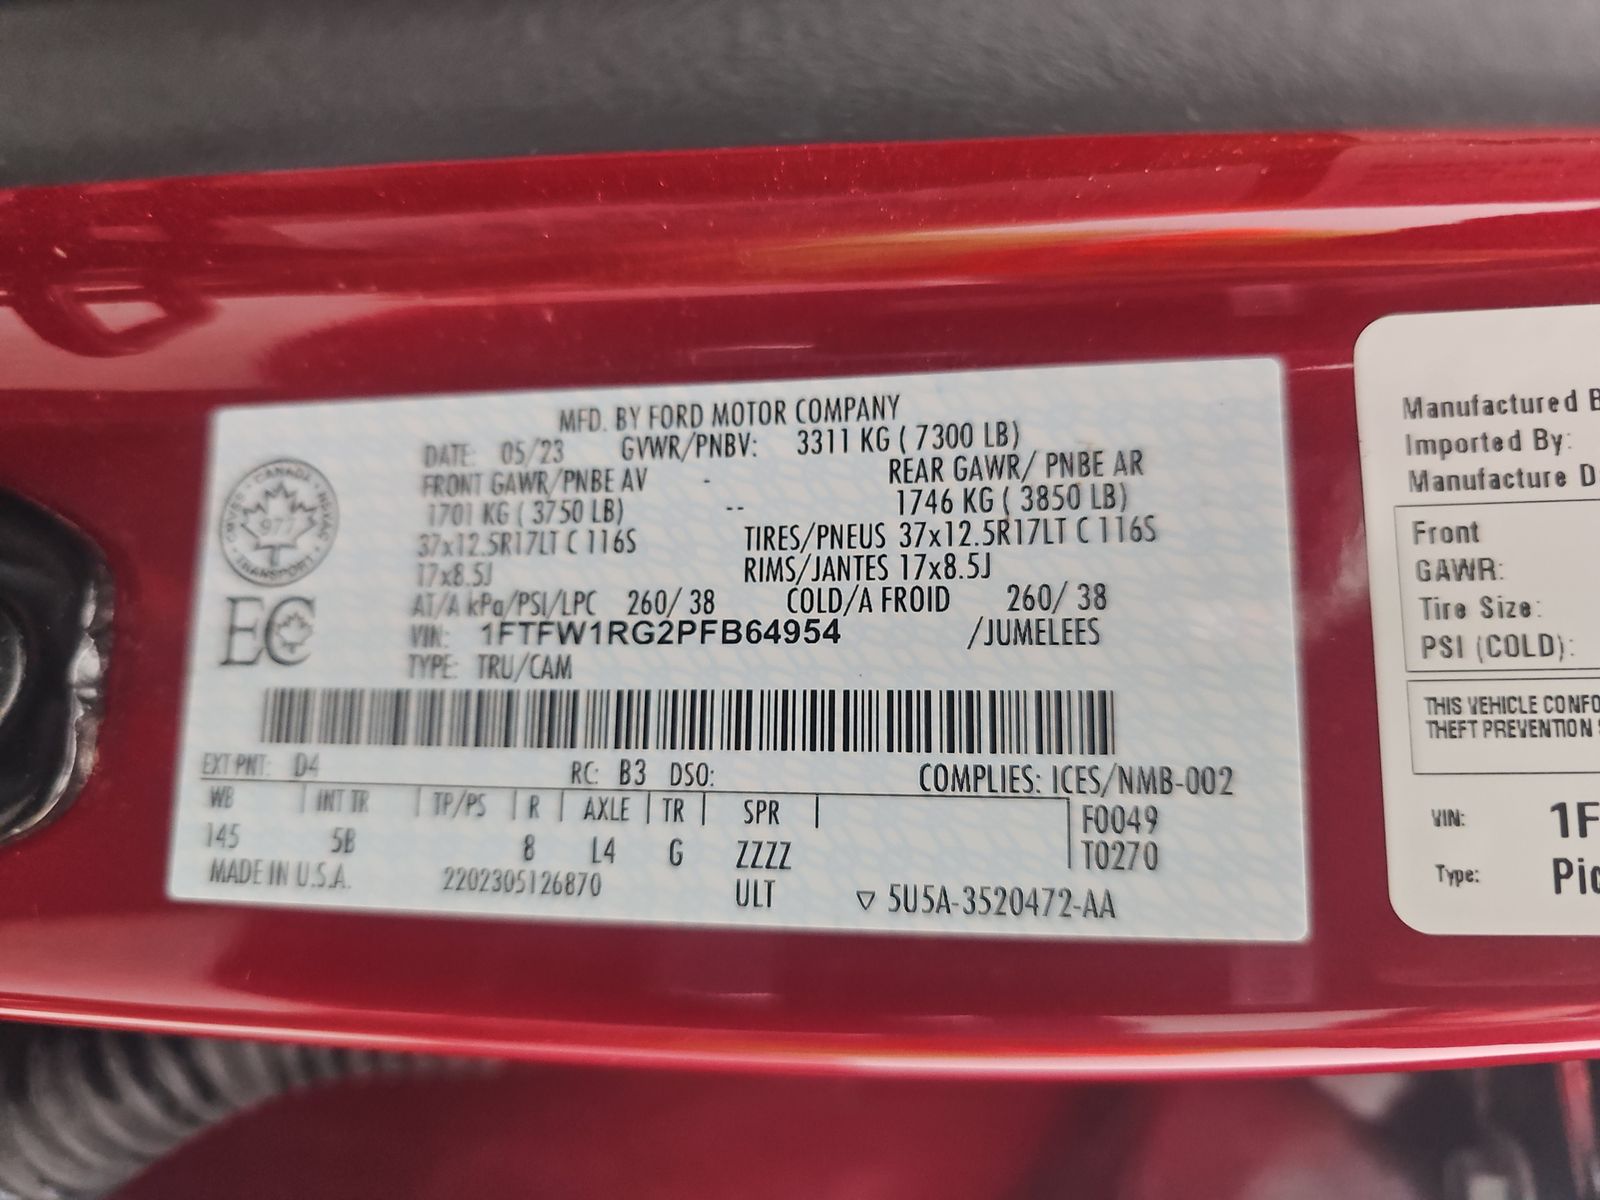 MFD. BY FORD MOTOR COMPANY
DATE: 05/23 GVWR/PNBV: 3311 KG ( 7300 LB)
FRONT GAWR/PNBE AV - REAR GAWR/ PNBE AR
1701 KG ( 3750 LB) -- 1746 KG ( 3850 LB)
37x12.5R17LT C 116S TIRES/PNEUS 37x12.5R17LT C 116S
17x8.5J RIMS/JANTES 17x8.5J
AT/A kPa/PSI/LPC 260/ 38 COLD/A FROID 260/ 38
VIN: 1FTFW1RG2PFB64954 /JUMELEES
TYPE: TRU/CAM
CANADA
CMVSS NSVAC
977
T
TRANSPORT
EC
EXT PNT: D4 RC: B3 DSO: COMPLIES: ICES/NMB-002
WB INT TR TP/PS R AXLE TR SPR F0049
145 5B 8 L4 G ZZZZ T0270
MADE IN U.S.A. 2202305126870 ULT ▽ 5U5A-3520472-AA
Manufactured B
Imported By:
Manufacture D
Front
GAWR:
Tire Size:
PSI (COLD):
THIS VEHICLE CONFO
THEFT PREVENTION
VIN: 1F
Type: Pic